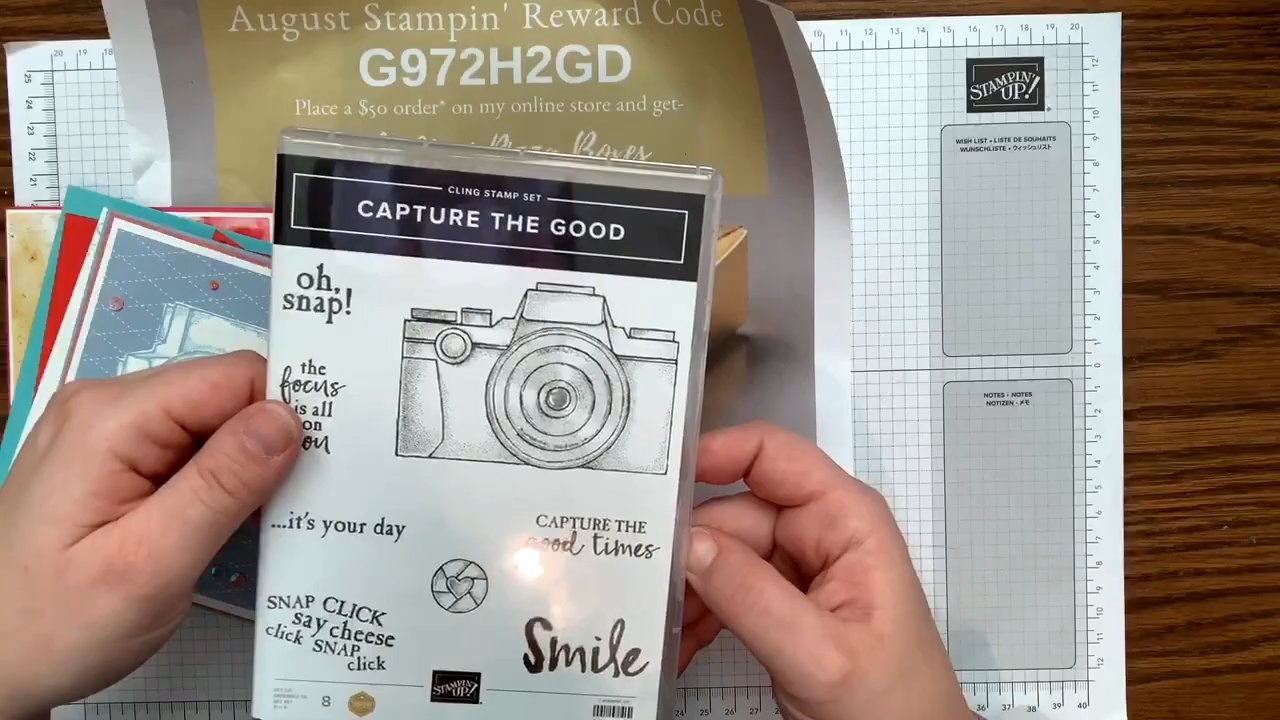 August Stampin' Reward Code
G972H2GD
Place a $50 order* on my online store and get-
Pizza Boxes
STAMPIN' UP!
WISH LIST • LISTE DE SOUHAITS
WUNSCHLISTE • ウィッシュリスト
NOTES • NOTES
NOTIZEN • メモ
CLING STAMP SET
CAPTURE THE GOOD
oh,
snap!
the
focus
is all
on
you
...it's your day
CAPTURE THE
good times
SNAP CLICK
say cheese
click SNAP
click
Smile
STAMPIN' UP!
8